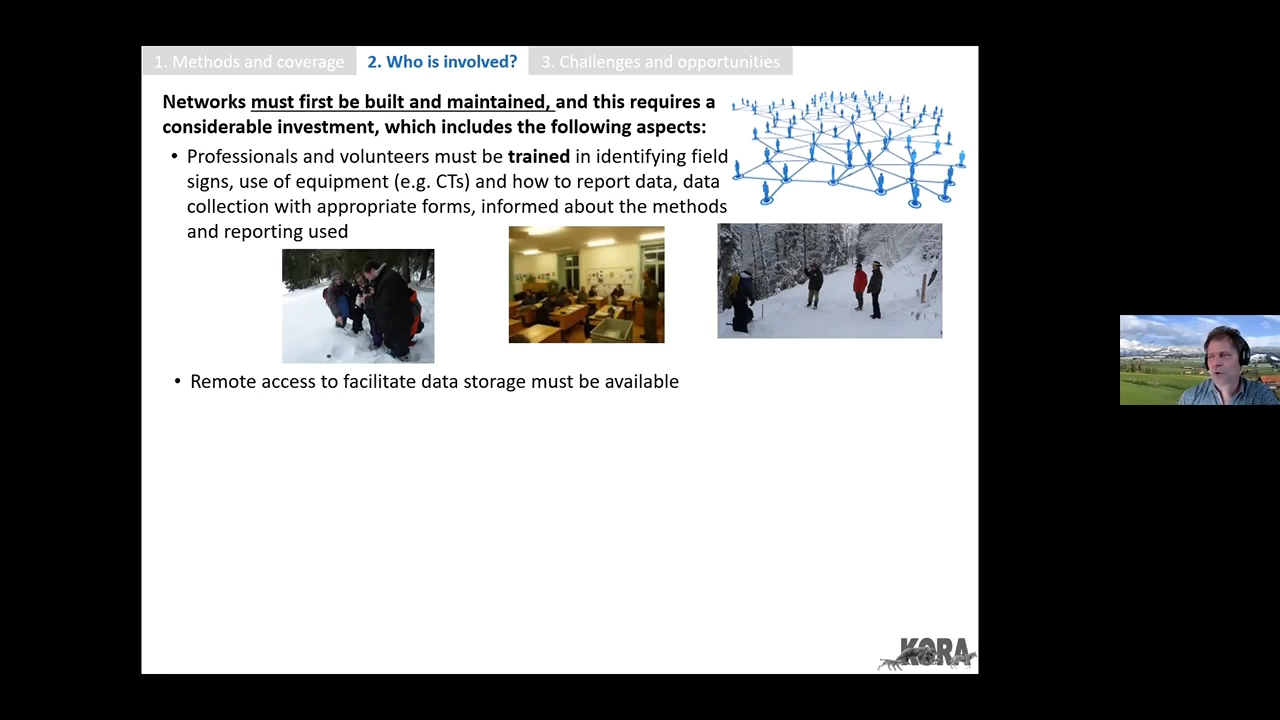 1. Methods and coverage 2. Who is involved? 3. Challenges and opportunities
Networks must first be built and maintained, and this requires a
considerable investment, which includes the following aspects:
• Professionals and volunteers must be trained in identifying field
signs, use of equipment (e.g. CTs) and how to report data, data
collection with appropriate forms, informed about the methods
and reporting used
• Remote access to facilitate data storage must be available
KORA